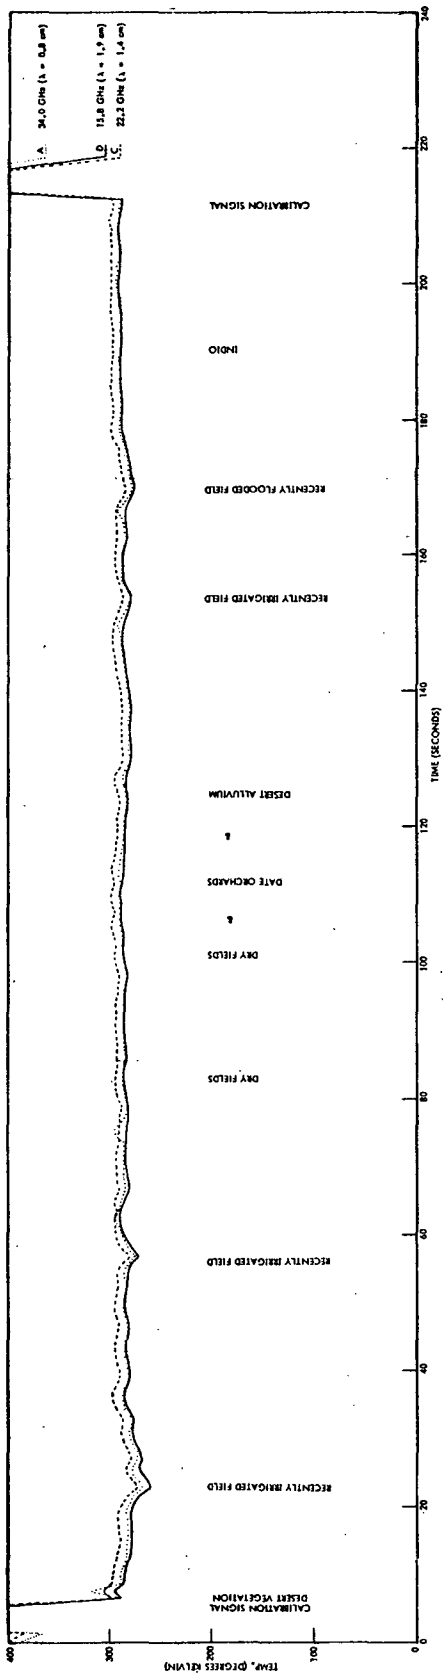 A 34.0 GHz (λ = 0.8 cm)
D 15.8 GHz (λ = 1.9 cm)
C 22.2 GHz (λ = 1.4 cm)
TEMP. (DEGREES KELVIN)
400
300
200
100
0
CALIBRATION SIGNAL
DESERT VEGETATION
RECENTLY IRRIGATED FIELD
RECENTLY IRRIGATED FIELD
DRY FIELDS
DRY FIELDS
&
DATE ORCHARDS
&
DESERT ALLUVIUM
RECENTLY IRRIGATED FIELD
RECENTLY FLOODED FIELD
INDIO
CALIBRATION SIGNAL
0
20
40
60
80
100
120
140
160
180
200
220
240
TIME (SECONDS)